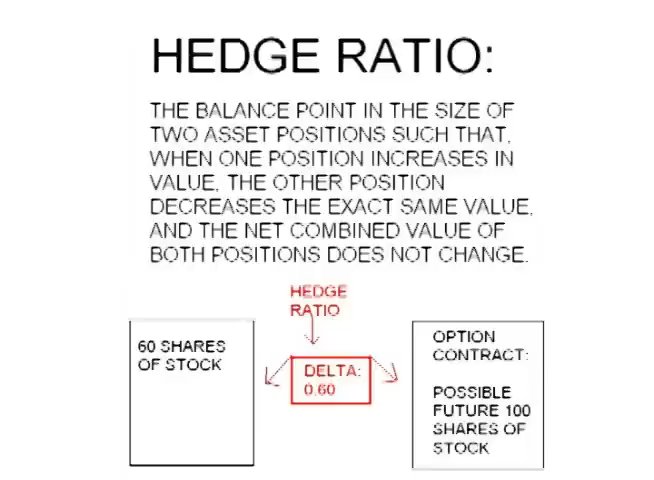 HEDGE RATIO:
THE BALANCE POINT IN THE SIZE OF
TWO ASSET POSITIONS SUCH THAT,
WHEN ONE POSITION INCREASES IN
VALUE, THE OTHER POSITION
DECREASES THE EXACT SAME VALUE,
AND THE NET COMBINED VALUE OF
BOTH POSITIONS DOES NOT CHANGE.
HEDGE
RATIO
60 SHARES
OF STOCK
DELTA:
0.60
OPTION
CONTRACT:
POSSIBLE
FUTURE 100
SHARES OF
STOCK